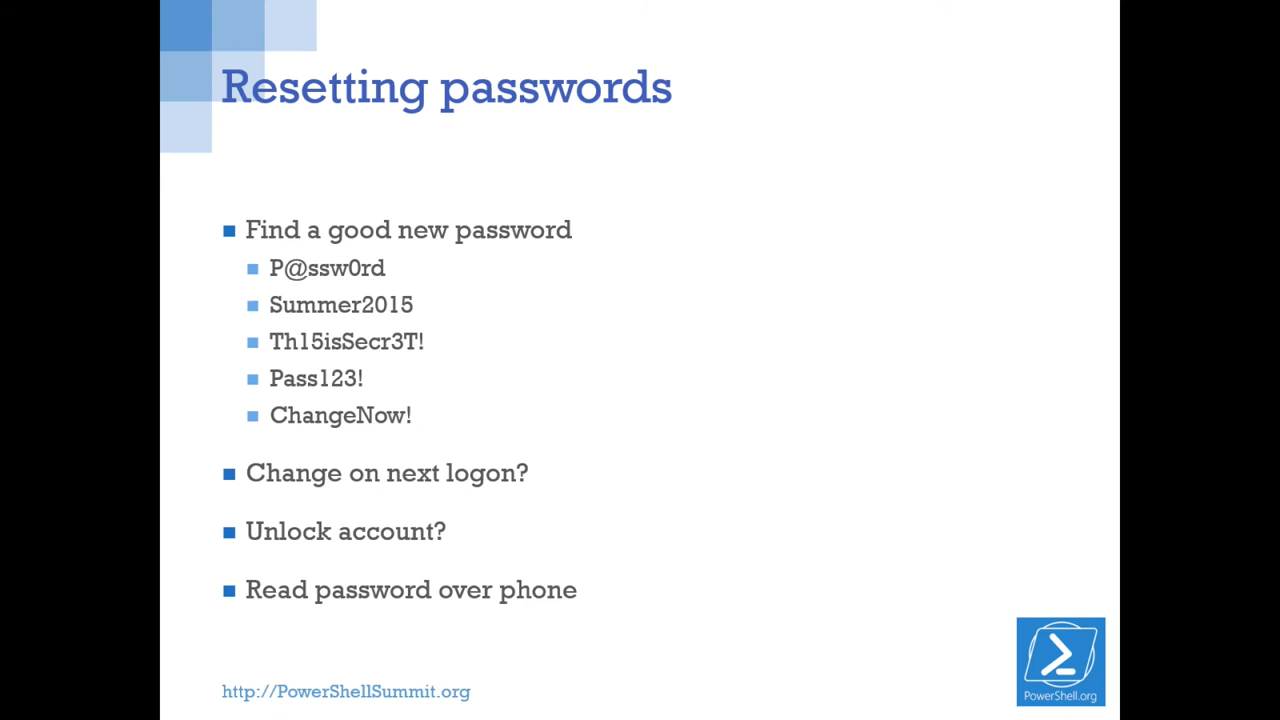 Resetting passwords
Find a good new password
P@ssw0rd
Summer2015
Th15isSecr3T!
Pass123!
ChangeNow!
Change on next logon?
Unlock account?
Read password over phone
http://PowerShellSummit.org
PowerShell.org